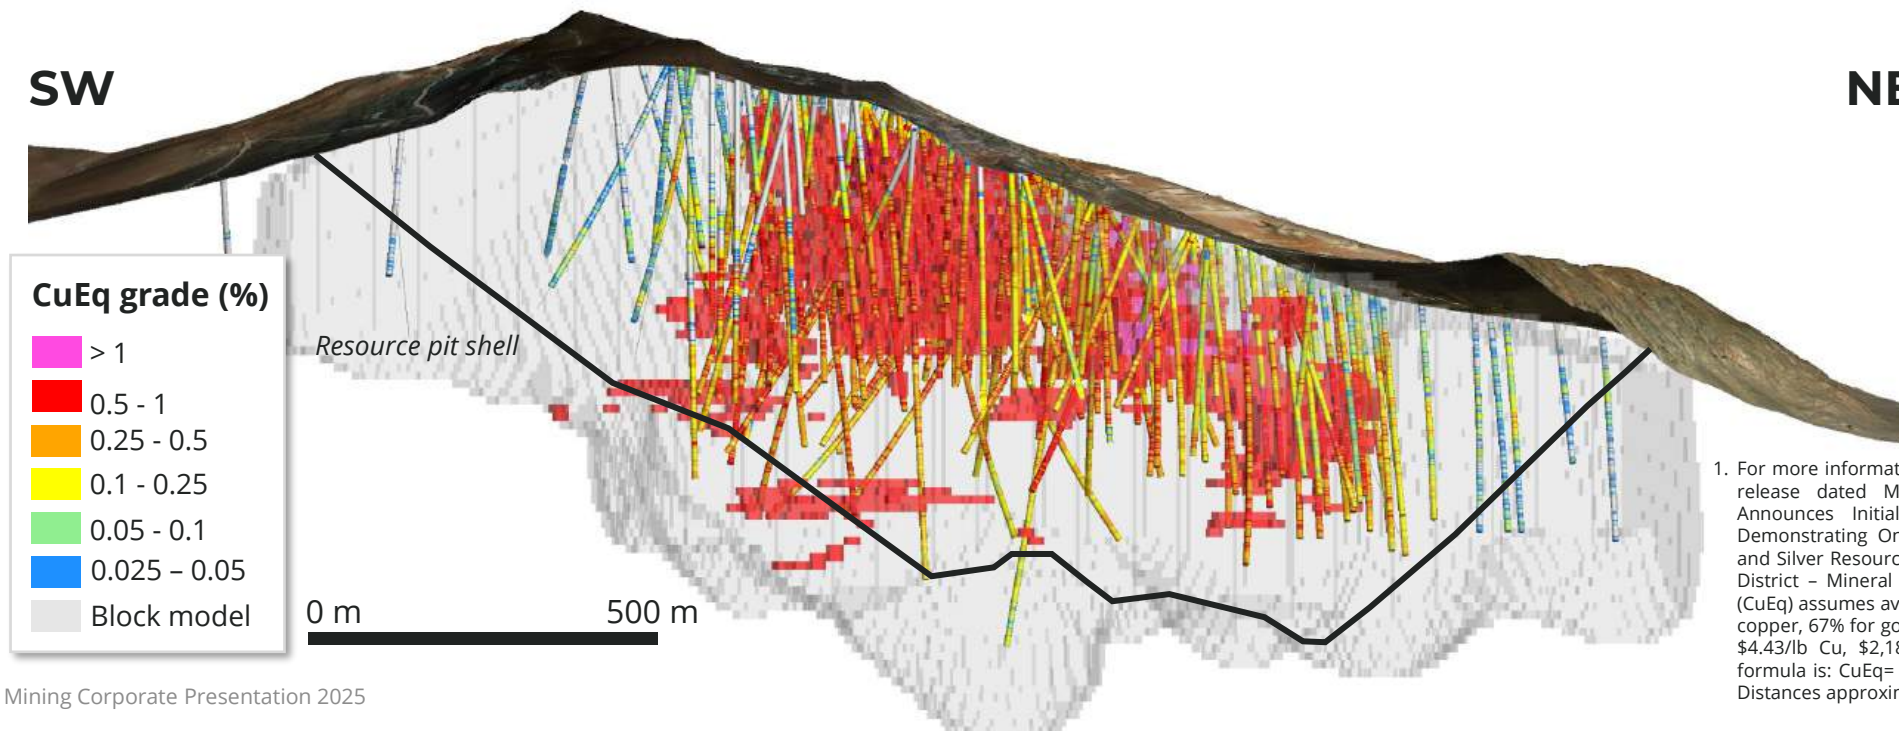 SW
NE
CuEq grade (%)
> 1
0.5 - 1
0.25 - 0.5
0.1 - 0.25
0.05 - 0.1
0.025 – 0.05
Block model
Resource pit shell
0 m 500 m
1. For more informat
release dated M
Announces Initial
Demonstrating Or
and Silver Resourc
District – Mineral
(CuEq) assumes av
copper, 67% for go
$4.43/lb Cu, $2,18
formula is: CuEq=
Distances approxin
Mining Corporate Presentation 2025